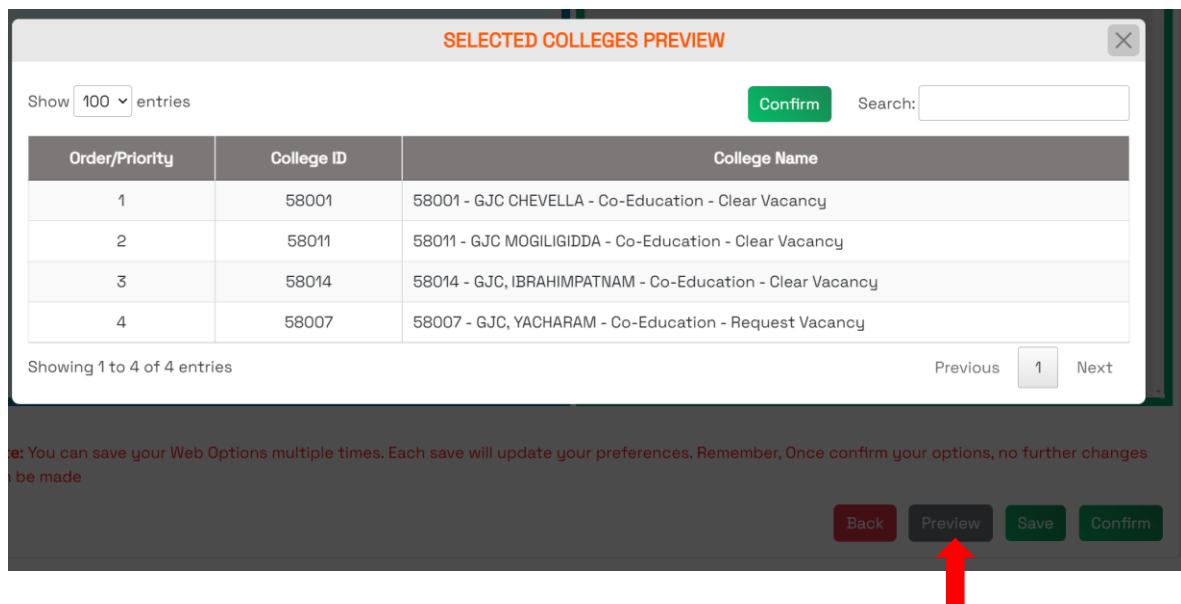 SELECTED COLLEGES PREVIEW
Show 100 entries Confirm Search:
Order/Priority College ID College Name
1 58001 58001 - GJC CHEVELLA - Co-Education - Clear Vacancy
2 58011 58011 - GJC MOGILIGIDDA - Co-Education - Clear Vacancy
3 58014 58014 - GJC, IBRAHIMPATNAM - Co-Education - Clear Vacancy
4 58007 58007 - GJC, YACHARAM - Co-Education - Request Vacancy
Showing 1 to 4 of 4 entries Previous 1 Next
e: You can save your Web Options multiple times. Each save will update your preferences. Remember, Once confirm your options, no further changes
be made
Back Preview Save Confirm